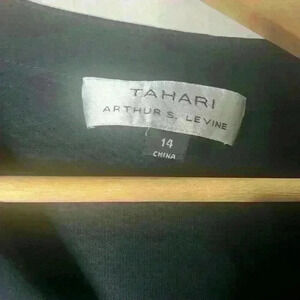 TAHARI
ARTHUR S. LEVINE
14
CHINA